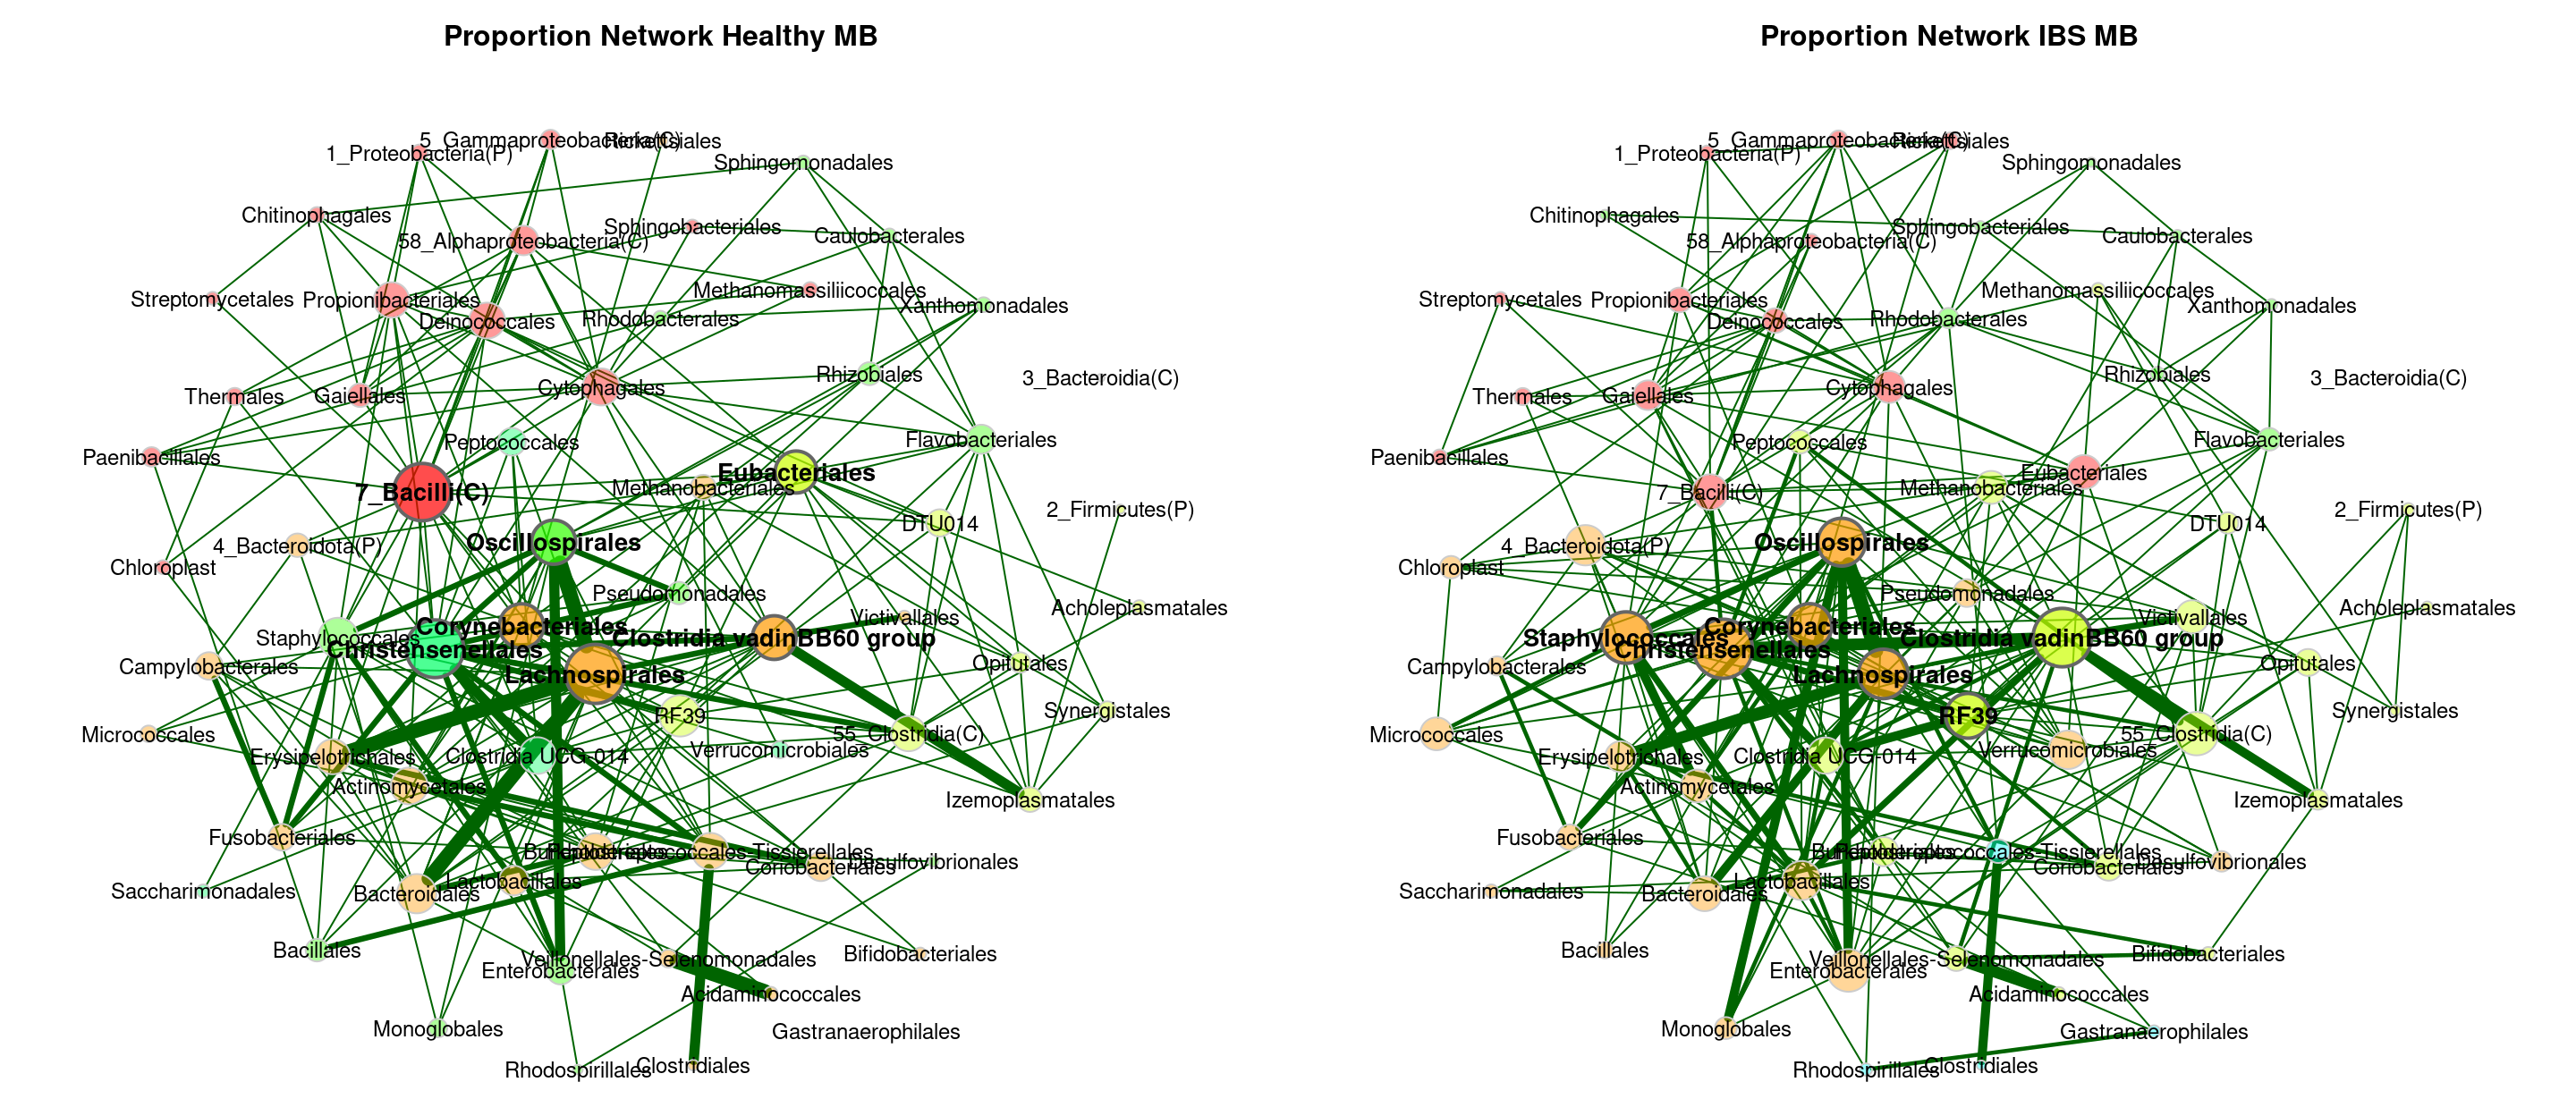 Proportion Network Healthy MB
5_Gammaproteobacteria(C)
Rickettsiales
1_Proteobacteria(P)
Sphingomonadales
Chitinophagales
Sphingobacteriales
58_Alphaproteobacteria(C)
Caulobacterales
Methanomassiliicoccales
Streptomycetales
Propionibacteriales
Xanthomonadales
Deinococcales
Rhodobacterales
Rhizobiales
3_Bacteroidia(C)
Cytophagales
Thermales
Gaiellales
Peptococcales
Flavobacteriales
Paenibacillales
Eubacteriales
7_Bacilli(C)
Methanobacteriales
2_Firmicutes(P)
DTU014
Oscillospirales
4_Bacteroidota(P)
Chloroplast
Pseudomonadales
Acholeplasmatales
Victivallales
Corynebacteriales
Staphylococcales
Clostridia vadinBB60 group
Christensenellales
Campylobacterales
Opitutales
Lachnospirales
RF39
Synergistales
Micrococcales
55_Clostridia(C)
Verrucomicrobiales
Erysipelotrichales
Clostridia UCG-014
Actinomycetales
Izemoplasmatales
Fusobacteriales
Peptostreptococcales-Tissierellales
Desulfovibrionales
Coriobacteriales
Lactobacillales
Saccharimonadales
Bacteroidales
Bacillales
Bifidobacteriales
Veillonellales-Selenomonadales
Enterobacterales
Acidaminococcales
Monoglobales
Gastranaerophilales
Clostridiales
Rhodospirillales
Proportion Network IBS MB
5_Gammaproteobacteria(C)
Rickettsiales
1_Proteobacteria(P)
Sphingomonadales
Chitinophagales
Sphingobacteriales
58_Alphaproteobacteria(C)
Caulobacterales
Methanomassiliicoccales
Streptomycetales
Propionibacteriales
Xanthomonadales
Deinococcales
Rhodobacterales
Rhizobiales
3_Bacteroidia(C)
Cytophagales
Thermales
Gaiellales
Peptococcales
Flavobacteriales
Paenibacillales
Eubacteriales
7_Bacilli(C)
Methanobacteriales
2_Firmicutes(P)
DTU014
Oscillospirales
4_Bacteroidota(P)
Chloroplast
Pseudomonadales
Acholeplasmatales
Victivallales
Corynebacteriales
Staphylococcales
Clostridia vadinBB60 group
Christensenellales
Campylobacterales
Opitutales
Lachnospirales
RF39
Synergistales
Micrococcales
55_Clostridia(C)
Verrucomicrobiales
Erysipelotrichales
Clostridia UCG-014
Actinomycetales
Izemoplasmatales
Fusobacteriales
Peptostreptococcales-Tissierellales
Desulfovibrionales
Coriobacteriales
Lactobacillales
Saccharimonadales
Bacteroidales
Bacillales
Bifidobacteriales
Veillonellales-Selenomonadales
Enterobacterales
Acidaminococcales
Monoglobales
Gastranaerophilales
Clostridiales
Rhodospirillales